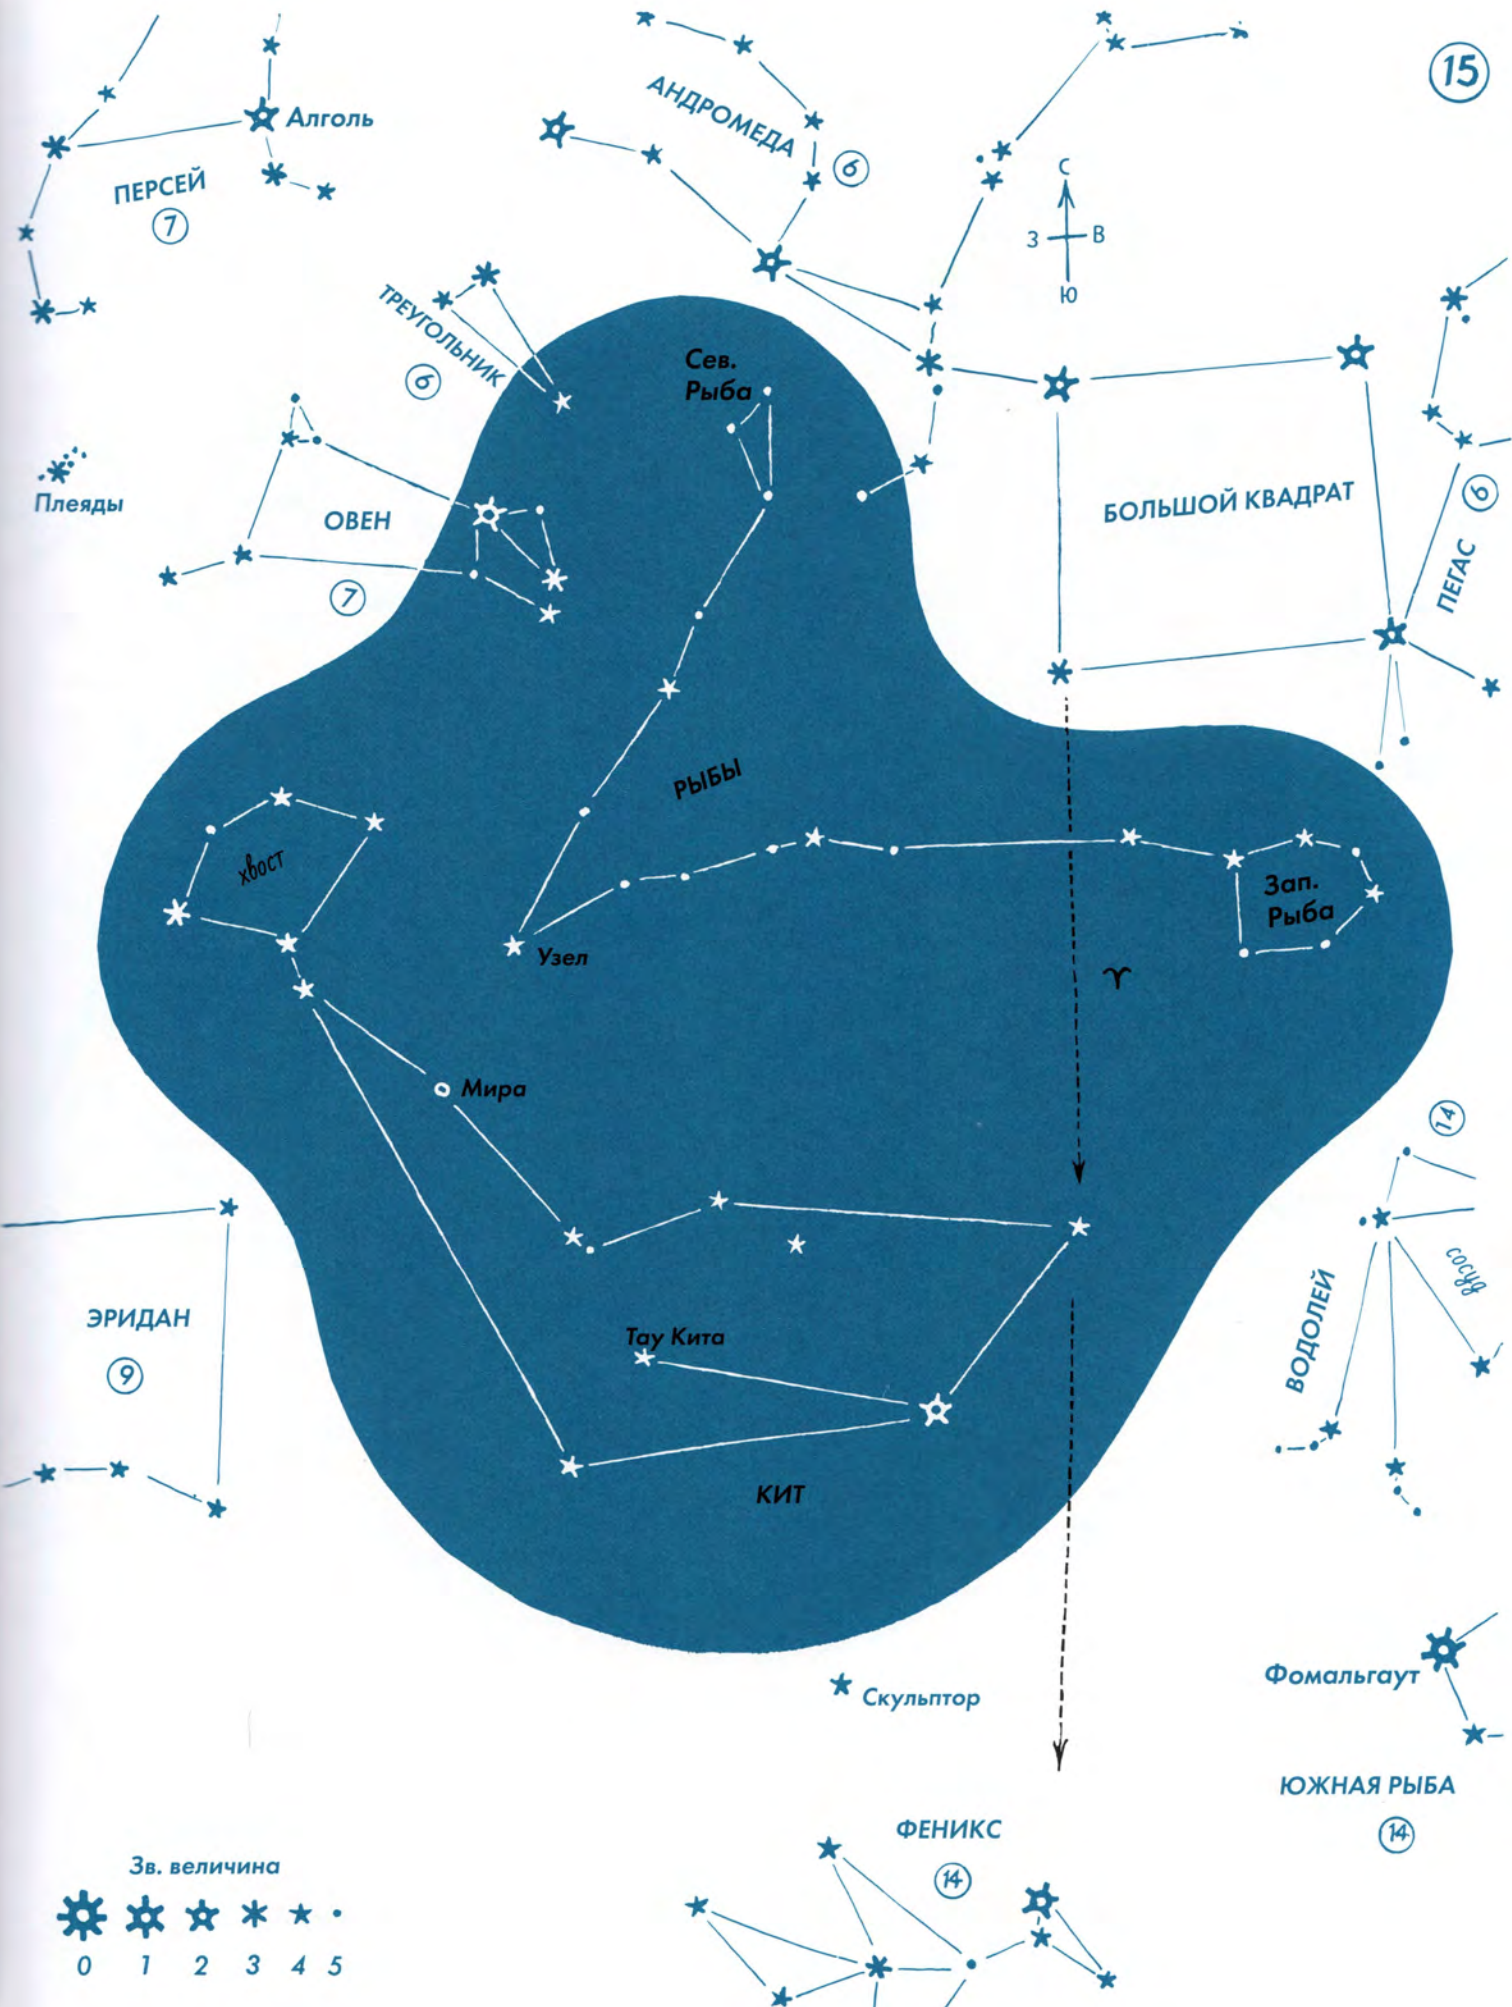 15
Алголь
АНДРОМЕДА
6
ПЕРСЕЙ
7
С
З В
Ю
ТРЕУГОЛЬНИК
6
Сев.
Рыба
Плеяды
ОВЕН
7
БОЛЬШОЙ КВАДРАТ
6
ПЕГАС
РЫБЫ
хвост
Зап.
Рыба
Узел
♈
Мира
14
сосуд
ВОДОЛЕЙ
ЭРИДАН
9
Тау Кита
КИТ
Скульптор
Фомальгаут
ЮЖНАЯ РЫБА
14
ФЕНИКС
14
Зв. величина
0 1 2 3 4 5